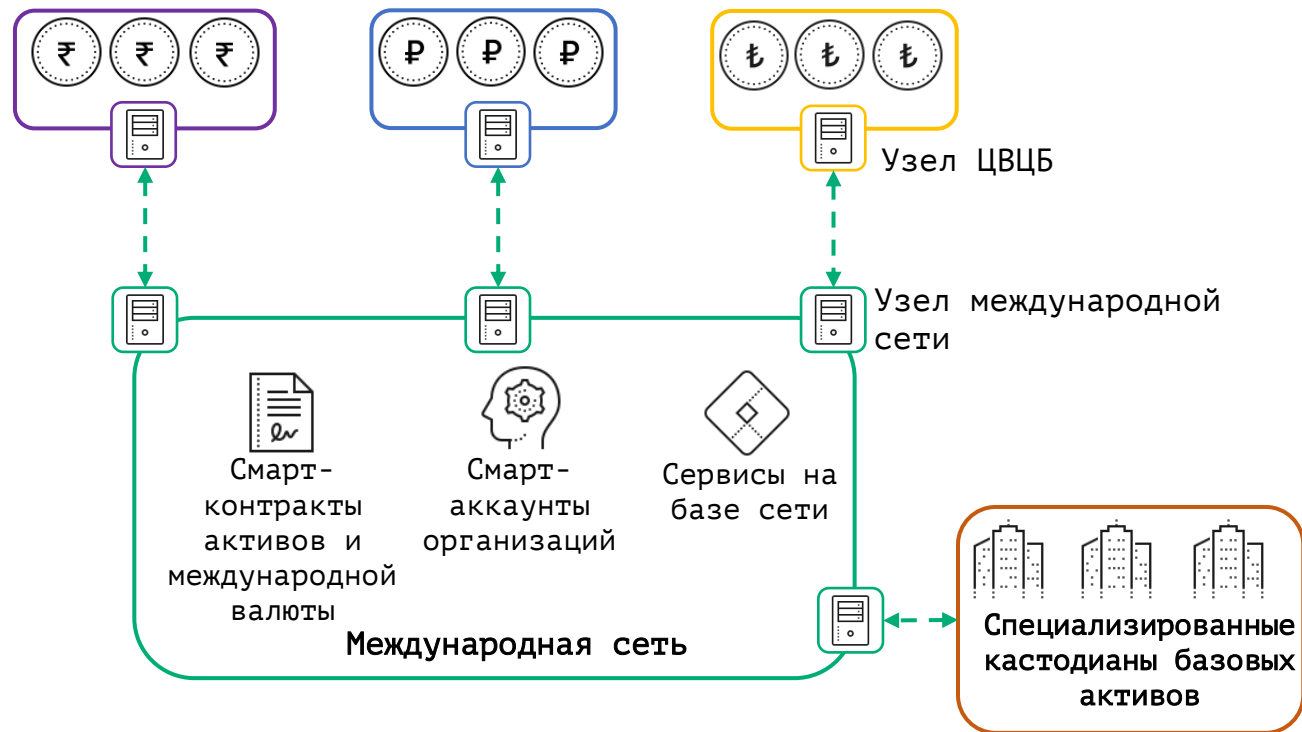 ₹ ₹ ₹
₽ ₽ ₽
₺ ₺ ₺
Узел ЦВЦБ
Узел международной
сети
Смарт-
контракты
активов и
международной
валюты
Смарт-
аккаунты
организаций
Сервисы на
базе сети
Международная сеть
Специализированные
кастодианы базовых
активов